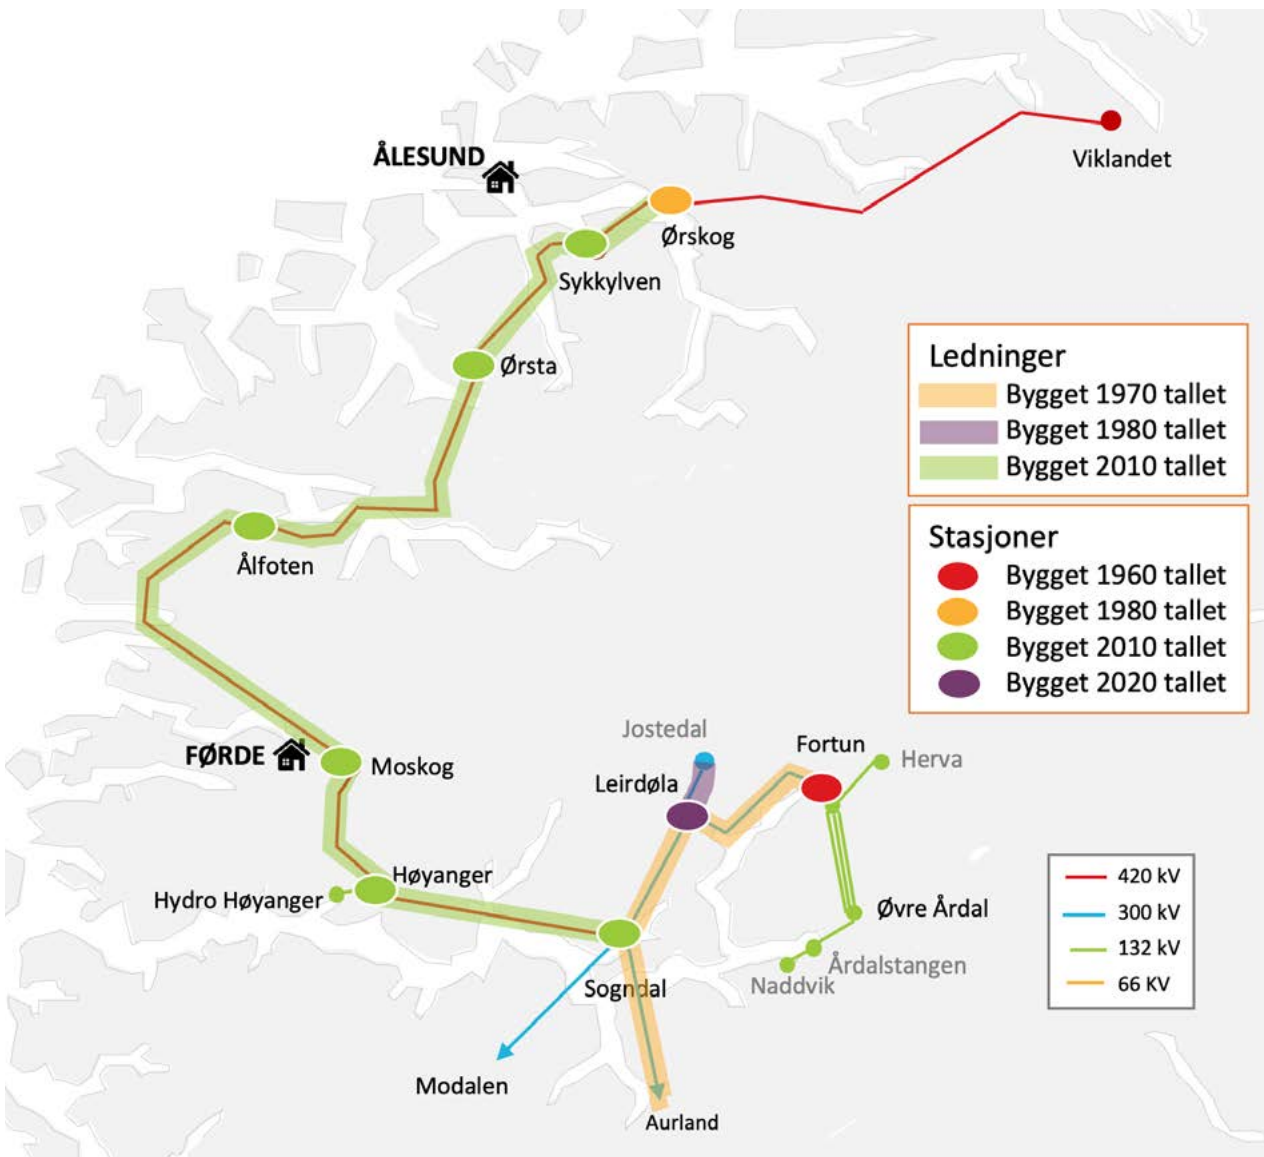 Viklandet
ÅLESUND
Ørskog
Sykkylven
Ørsta
Ledninger
Bygget 1970 tallet
Bygget 1980 tallet
Bygget 2010 tallet
Stasjoner
Bygget 1960 tallet
Bygget 1980 tallet
Bygget 2010 tallet
Bygget 2020 tallet
Ålfoten
Jostedal
Fortun
Herva
FØRDE
Moskog
Leirdøla
Høyanger
Hydro Høyanger
Øvre Årdal
Årdalstangen
Naddvik
Sogndal
Modalen
Aurland
420 kV
300 kV
132 kV
66 KV